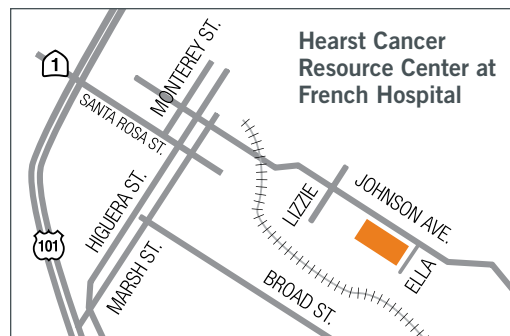 Hearst Cancer
Resource Center at
French Hospital
1
MONTEREY ST.
SANTA ROSA ST.
HIGUERA ST.
101
MARSH ST.
LIZZIE
JOHNSON AVE.
ELLA
BROAD ST.